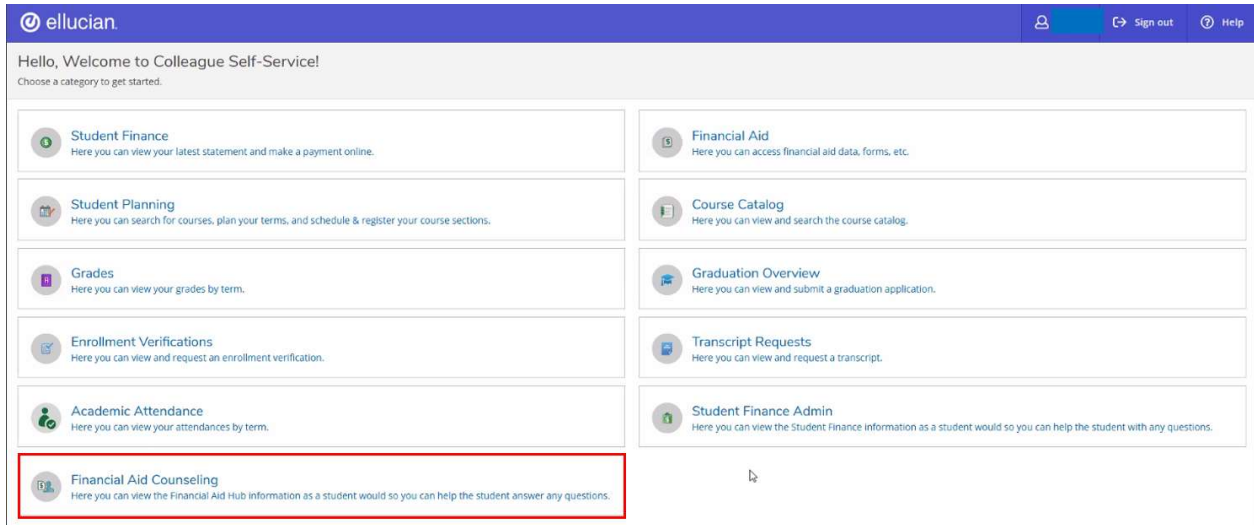 ellucian.
Sign out
Help
Hello, Welcome to Colleague Self-Service!
Choose a category to get started.
Student Finance
Here you can view your latest statement and make a payment online.
Financial Aid
Here you can access financial aid data, forms, etc.
Student Planning
Here you can search for courses, plan your terms, and schedule & register your course sections.
Course Catalog
Here you can view and search the course catalog.
Grades
Here you can view your grades by term.
Graduation Overview
Here you can view and submit a graduation application.
Enrollment Verifications
Here you can view and request an enrollment verification.
Transcript Requests
Here you can view and request a transcript.
Academic Attendance
Here you can view your attendances by term.
Student Finance Admin
Here you can view the Student Finance information as a student would so you can help the student with any questions.
Financial Aid Counseling
Here you can view the Financial Aid Hub information as a student would so you can help the student answer any questions.